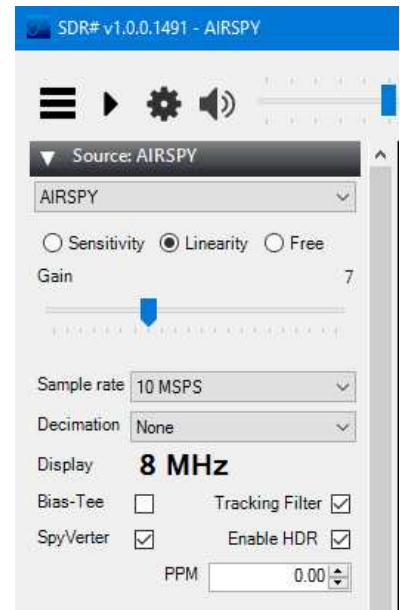 SDR# v1.0.0.1491 - AIRSPY
Source: AIRSPY
AIRSPY
Sensitivity Linearity Free
Gain 7
Sample rate 10 MSPS
Decimation None
Display 8 MHz
Bias-Tee Tracking Filter
SpyVerter Enable HDR
PPM 0.00